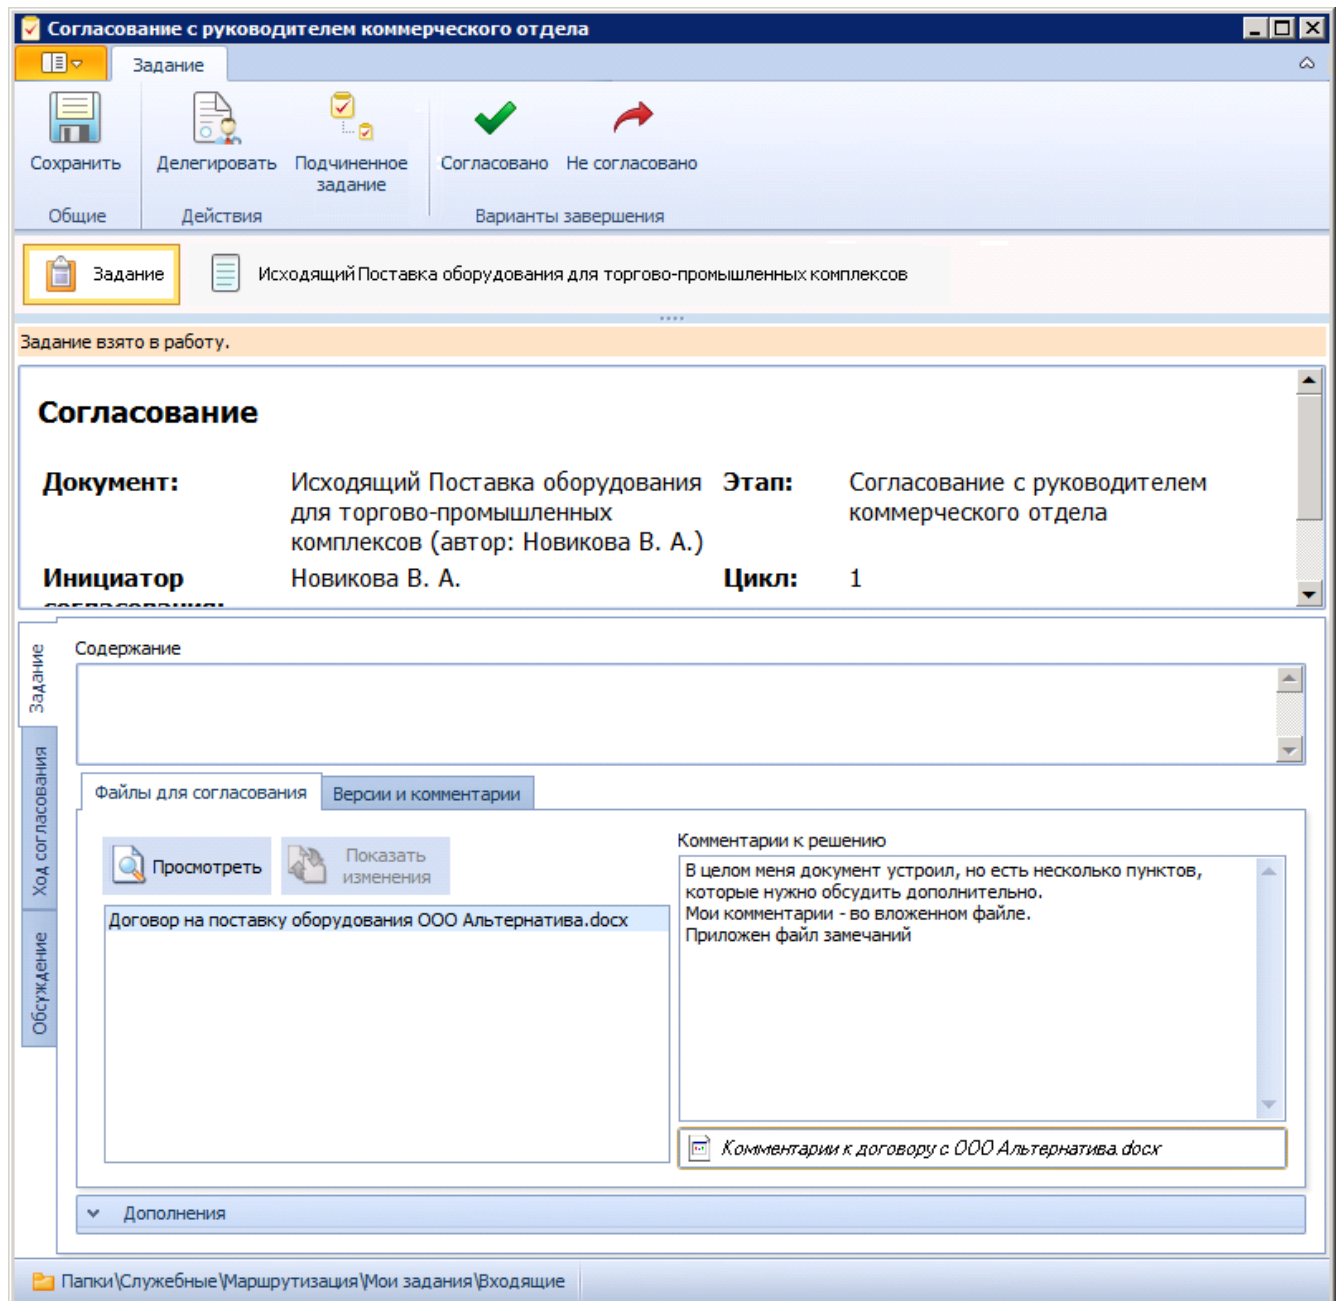 Согласование с руководителем коммерческого отдела
Задание
Сохранить
Делегировать
Подчиненное
задание
Согласовано
Не согласовано
Общие
Действия
Варианты завершения
Задание
Исходящий Поставка оборудования для торгово-промышленных комплексов
Задание взято в работу.
Согласование
Документ:
Исходящий Поставка оборудования
для торгово-промышленных
комплексов (автор: Новикова В. А.)
Этап:
Согласование с руководителем
коммерческого отдела
Инициатор
согласования:
Новикова В. А.
Цикл:
1
Задание
Ход согласования
Обсуждение
Содержание
Файлы для согласования
Версии и комментарии
Просмотреть
Показать
изменения
Договор на поставку оборудования ООО Альтернатива.docx
Комментарии к решению
В целом меня документ устроил, но есть несколько пунктов,
которые нужно обсудить дополнительно.
Мои комментарии - во вложенном файле.
Приложен файл замечаний
Комментарии к договору с ООО Альтернатива.docx
Дополнения
Папки\Служебные\Маршрутизация\Мои задания\Входящие